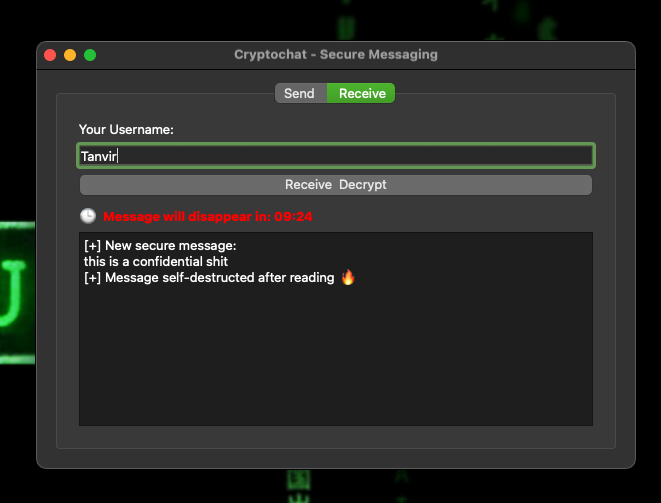 Cryptochat - Secure Messaging
Send Receive
Your Username:
Tanvir
Receive Decrypt
🕒 Message will disappear in: 09:24
[+] New secure message:
this is a confidential shit
[+] Message self-destructed after reading 🔥